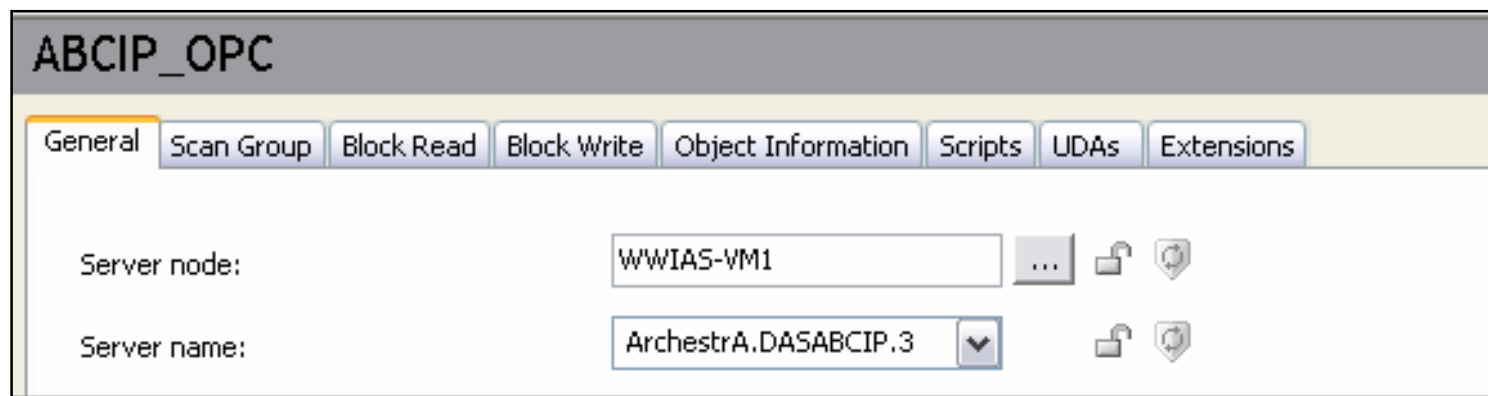 ABCIP_OPC
General Scan Group Block Read Block Write Object Information Scripts UDAs Extensions
Server node: WWIAS-VM1 ...
Server name: ArchestrA.DASABCIP.3